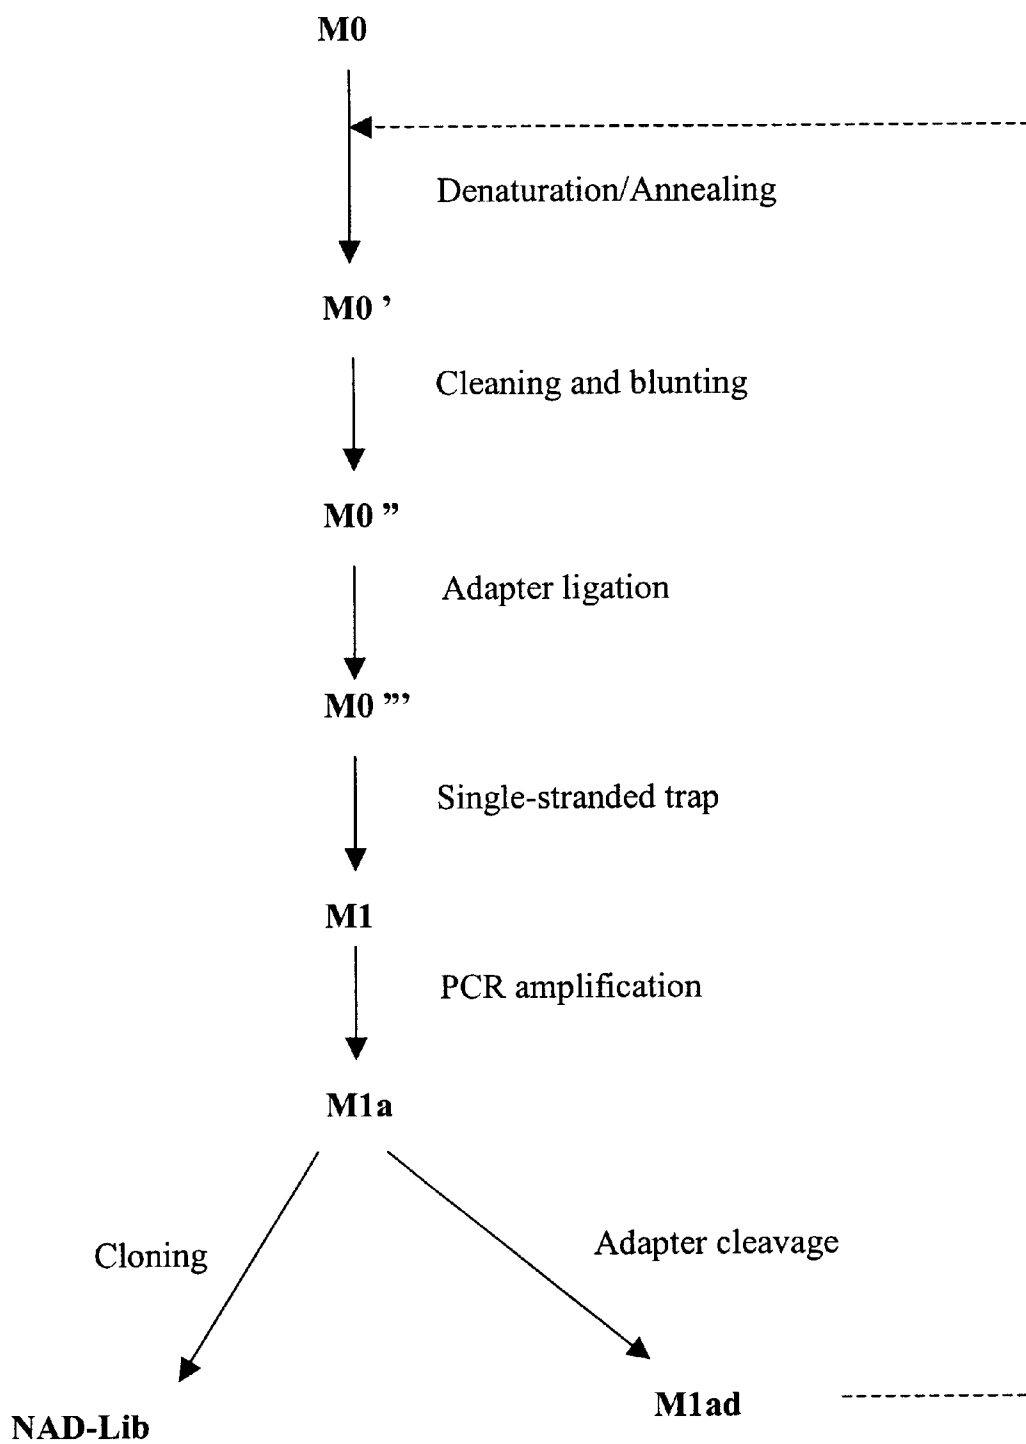 M0
Denaturation/Annealing
M0 ’
Cleaning and blunting
M0 ”
Adapter ligation
M0 ”’
Single-stranded trap
M1
PCR amplification
M1a
Cloning
Adapter cleavage
NAD-Lib
M1ad